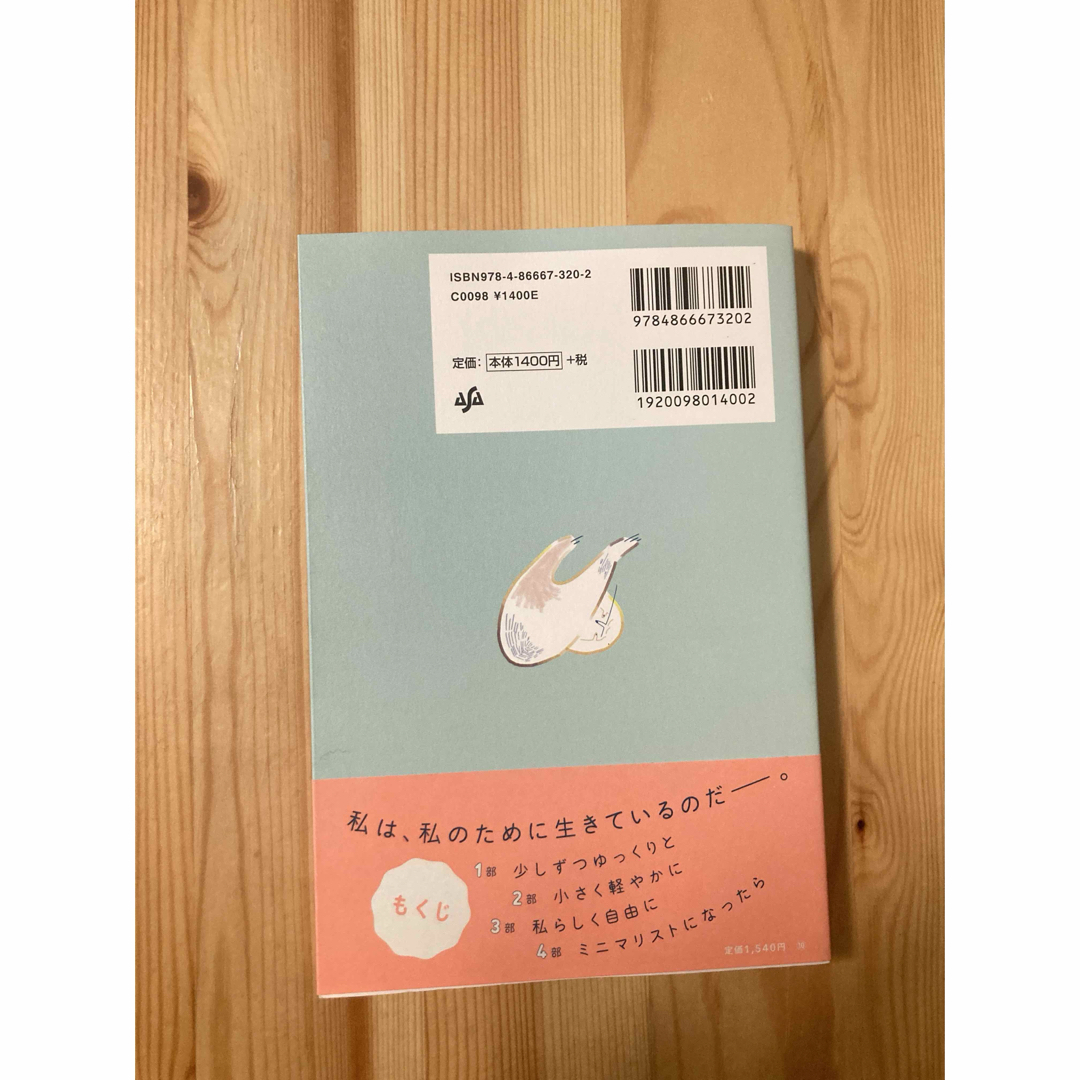 ISBN978-4-86667-320-2
C0098 ¥1400E
9784866673202
定価: 本体1400円 +税
ASA
1920098014002
私は、私のために生きているのだ――。
もくじ
1部 少しずつゆっくりと
2部 小さく軽やかに
3部 私らしく自由に
4部 ミニマリストになったら
定価1,540円